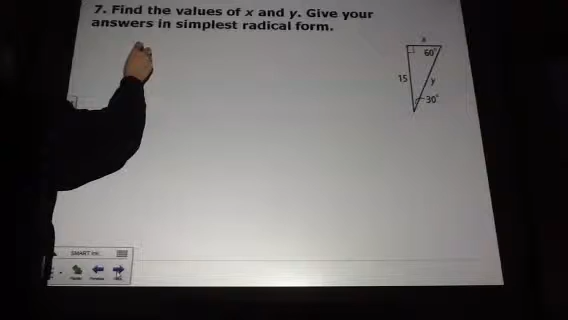 7. Find the values of x and y. Give your
answers in simplest radical form.
x
60°
15
y
30°
SMART Ink